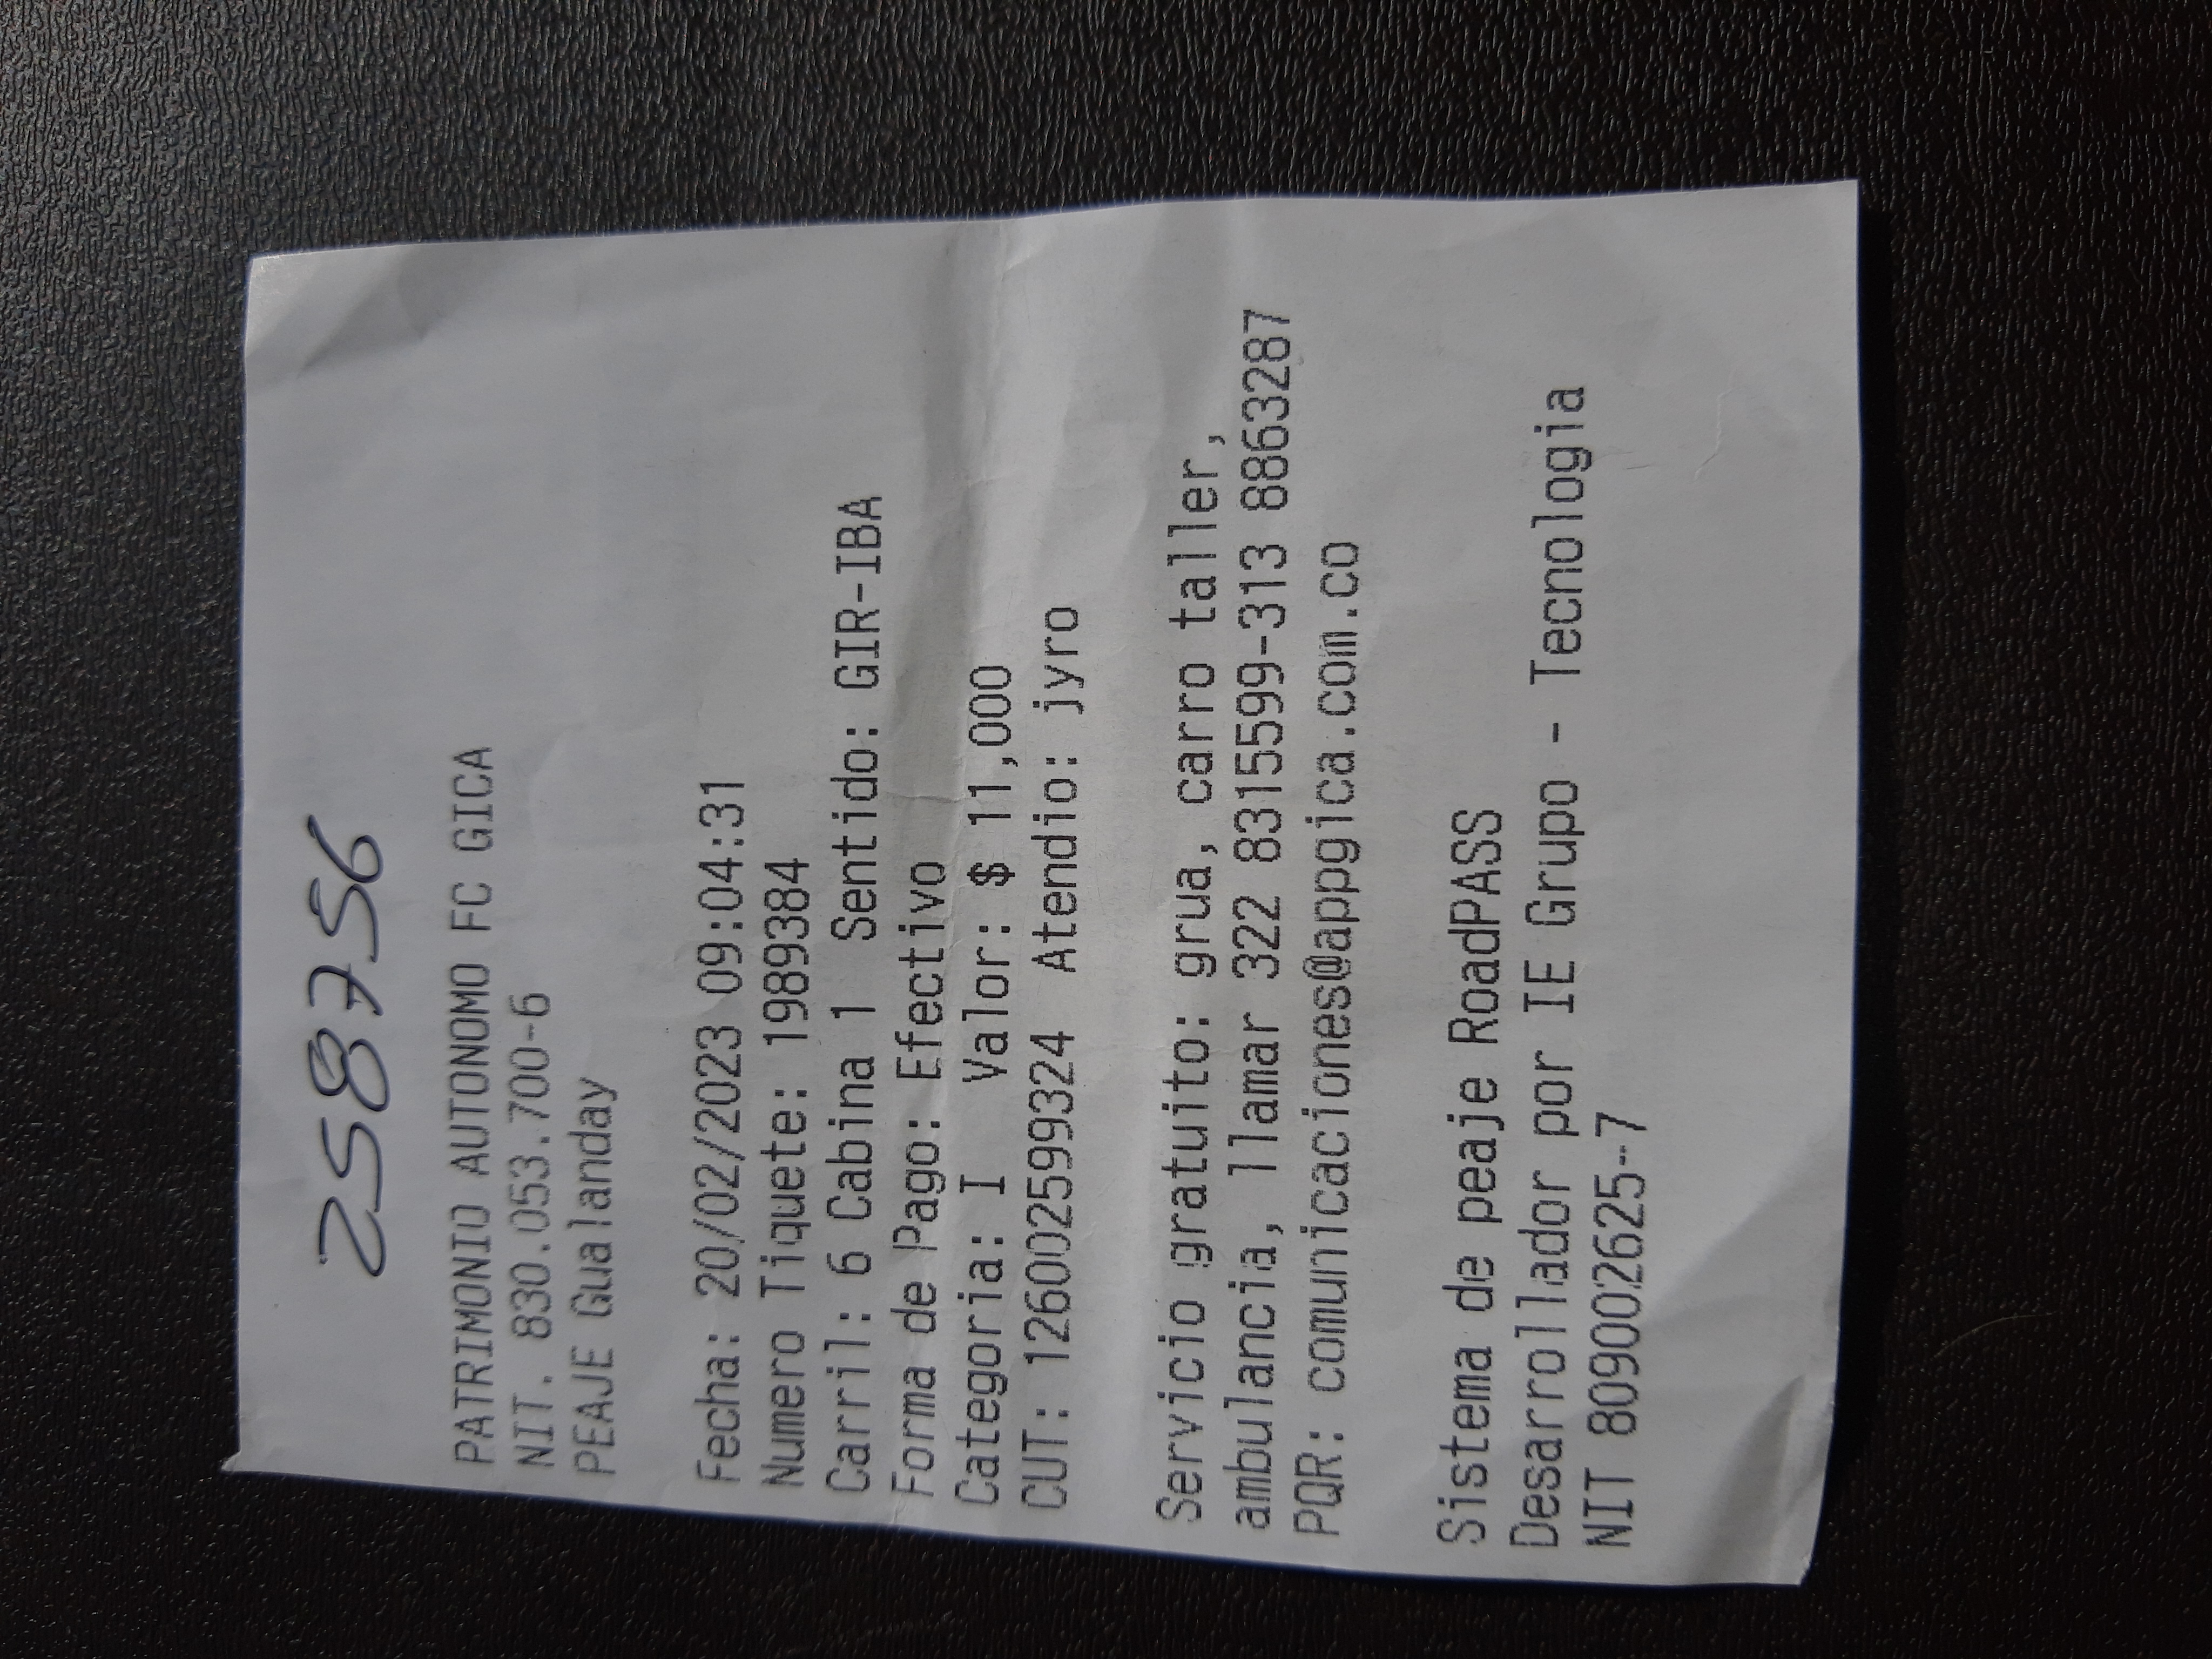 258756
PATRIMONIO AUTONOMO FC GICA
NIT. 830.053.700-6
PEAJE Gualanday
Fecha: 20/02/2023 09:04:31
Numero Tiquete: 1989384
Carril: 6 Cabina 1 Sentido: GIR-IBA
Forma de Pago: Efectivo
Categoria: I Valor: $ 11,000
CUT: 12600259​9324 Atendio: jyro
Servicio gratuito: grua, carro taller,
ambulancia, llamar 322 8315599-313 8863287
PQR: comunicaciones@appgica.com.co
Sistema de peaje RoadPASS
Desarrollador por IE Grupo - Tecnologia
NIT 809002625-7